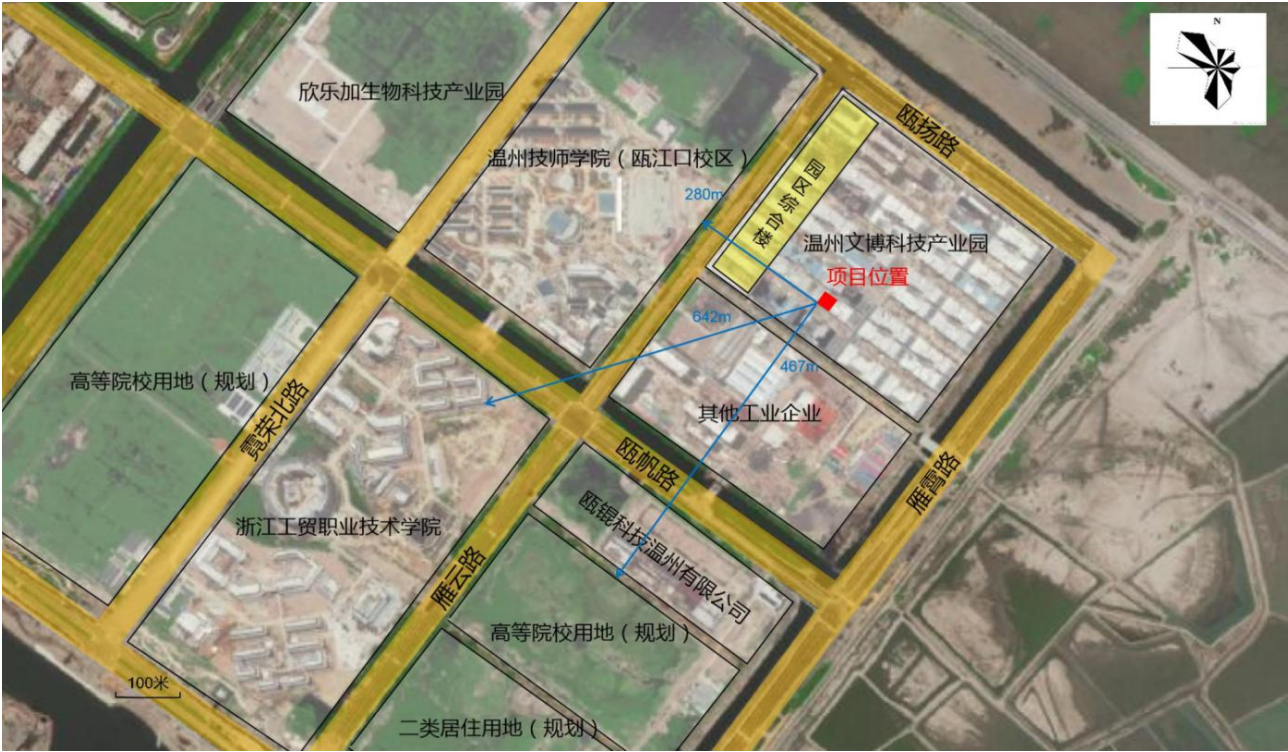 N
欣乐加生物科技产业园
瓯扬路
温州技师学院（瓯江口校区）
园区综合楼
280m
温州文博科技产业园
项目位置
642m
467m
高等院校用地（规划）
霓荣北路
其他工业企业
瓯帆路
雁霄路
瓯锟科技温州有限公司
浙江工贸职业技术学院
雁云路
高等院校用地（规划）
100米
二类居住用地（规划）